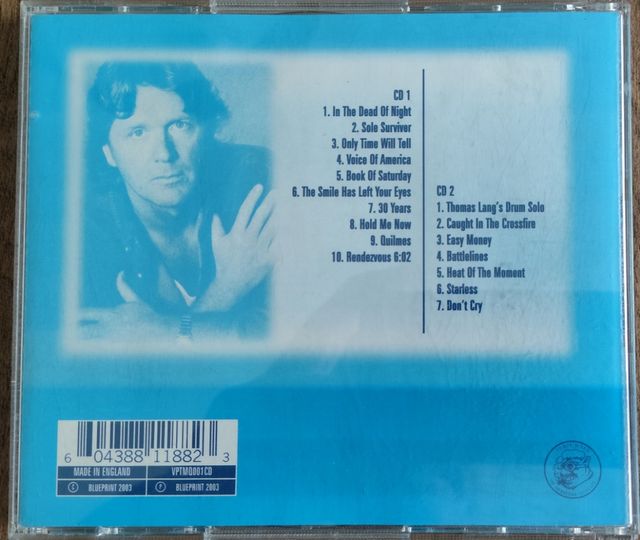 CD 1
1. In The Dead Of Night
2. Sole Survivor
3. Only Time Will Tell
4. Voice Of America
5. Book Of Saturday
6. The Smile Has Left Your Eyes
7. 30 Years
8. Hold Me Now
9. Quilmes
10. Rendezvous 6:02
CD 2
1. Thomas Lang's Drum Solo
2. Caught In The Crossfire
3. Easy Money
4. Battlelines
5. Heat Of The Moment
6. Starless
7. Don't Cry
6 04388 11882 3
MADE IN ENGLAND VPTMQ001CD
C BLUEPRINT 2003 P BLUEPRINT 2003